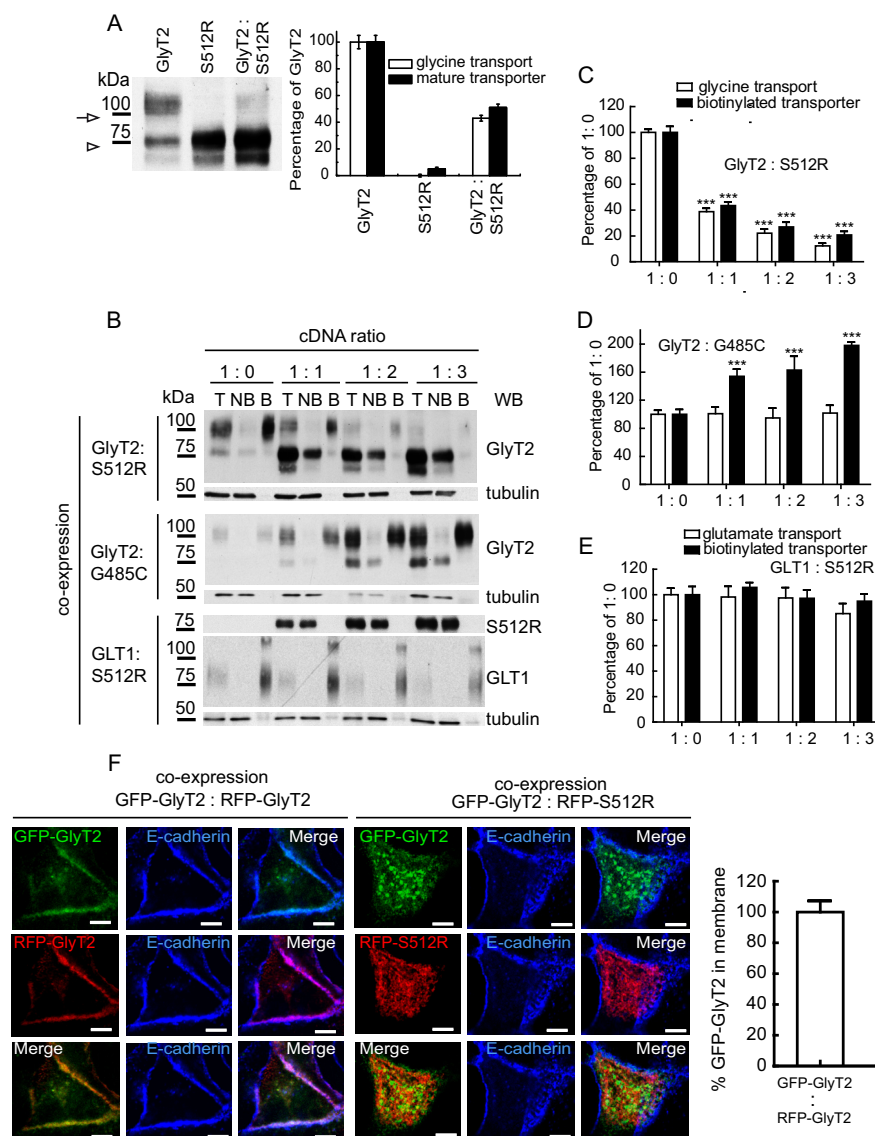 A
GlyT2
S512R
GlyT2:
S512R
kDa
100
75
Percentage of GlyT2
100
80
60
40
20
0
glycine transport
mature transporter
GlyT2
S512R
GlyT2:
S512R
C
glycine transport
biotinylated transporter
GlyT2 : S512R
Percentage of 1: 0
120
100
80
60
40
20
0
*** ***
*** ***
*** ***
1 : 0 1 : 1 1 : 2 1 : 3
B
cDNA ratio
1 : 0 1 : 1 1 : 2 1 : 3
kDa T NB B T NB B T NB B T NB B WB
co-expression
GlyT2:
S512R
100
75
50
GlyT2
tubulin
GlyT2:
G485C
100
75
50
GlyT2
tubulin
GLT1:
S512R
75
100
75
50
S512R
GLT1
tubulin
D
GlyT2 : G485C
Percentage of 1: 0
200
160
120
80
40
0
***
***
***
1 : 0 1 : 1 1 : 2 1 : 3
E
glutamate transport
biotinylated transporter
GLT1 : S512R
Percentage of 1: 0
120
100
80
60
40
20
0
1 : 0 1 : 1 1 : 2 1 : 3
F
co-expression
GFP-GlyT2 : RFP-GlyT2
co-expression
GFP-GlyT2 : RFP-S512R
GFP-GlyT2 E-cadherin Merge
GFP-GlyT2 E-cadherin Merge
RFP-GlyT2 E-cadherin Merge
RFP-S512R E-cadherin Merge
Merge E-cadherin Merge
Merge E-cadherin Merge
% GFP-GlyT2 in membrane
120
100
80
60
40
20
0
GFP-GlyT2
:
RFP-GlyT2